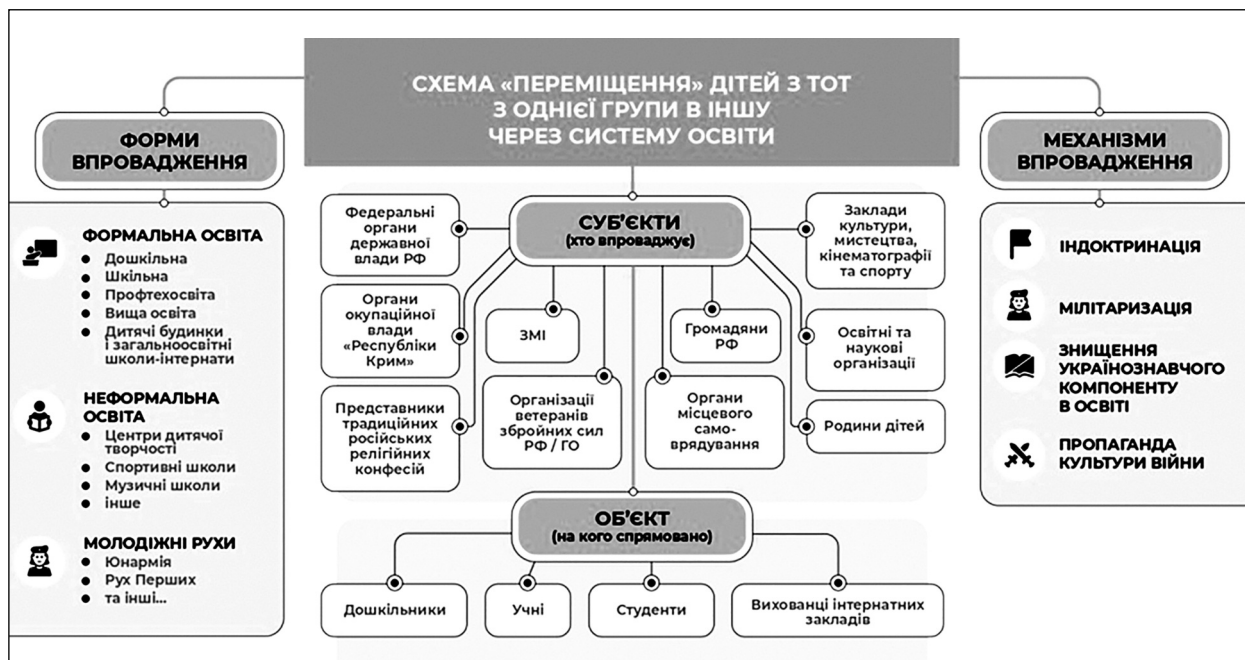 СХЕМА «ПЕРЕМІЩЕННЯ» ДІТЕЙ З ТОТ
З ОДНІЄЇ ГРУПИ В ІНШУ
ЧЕРЕЗ СИСТЕМУ ОСВІТИ
ФОРМИ
ВПРОВАДЖЕННЯ
ФОРМАЛЬНА ОСВІТА
● Дошкільна
● Шкільна
● Профтехосвіта
● Вища освіта
● Дитячі будинки
і загальноосвітні
школи-інтернати
НЕФОРМАЛЬНА
ОСВІТА
● Центри дитячої
творчості
● Спортивні школи
● Музичні школи
● інше
МОЛОДІЖНІ РУХИ
● Юнармія
● Рух Перших
● та інші...
СУБ'ЄКТИ
(хто впроваджує)
Федеральні
органи
державної
влади РФ
Органи
окупаційної
влади
«Республіки
Крим»
Представники
традиційних
російських
релігійних
конфесій
ЗМІ
Організації
ветеранів
збройних сил
РФ / ГО
Громадяни
РФ
Органи
місцевого
само-
врядування
Заклади
культури,
мистецтва,
кінематографії
та спорту
Освітні та
наукові
організації
Родини дітей
ОБ'ЄКТ
(на кого спрямовано)
Дошкільники
Учні
Студенти
Вихованці інтернатних
закладів
МЕХАНІЗМИ
ВПРОВАДЖЕННЯ
ІНДОКТРИНАЦІЯ
МІЛІТАРИЗАЦІЯ
ЗНИЩЕННЯ
УКРАЇНОЗНАВЧОГО
КОМПОНЕНТУ
В ОСВІТІ
ПРОПАГАНДА
КУЛЬТУРИ ВІЙНИ